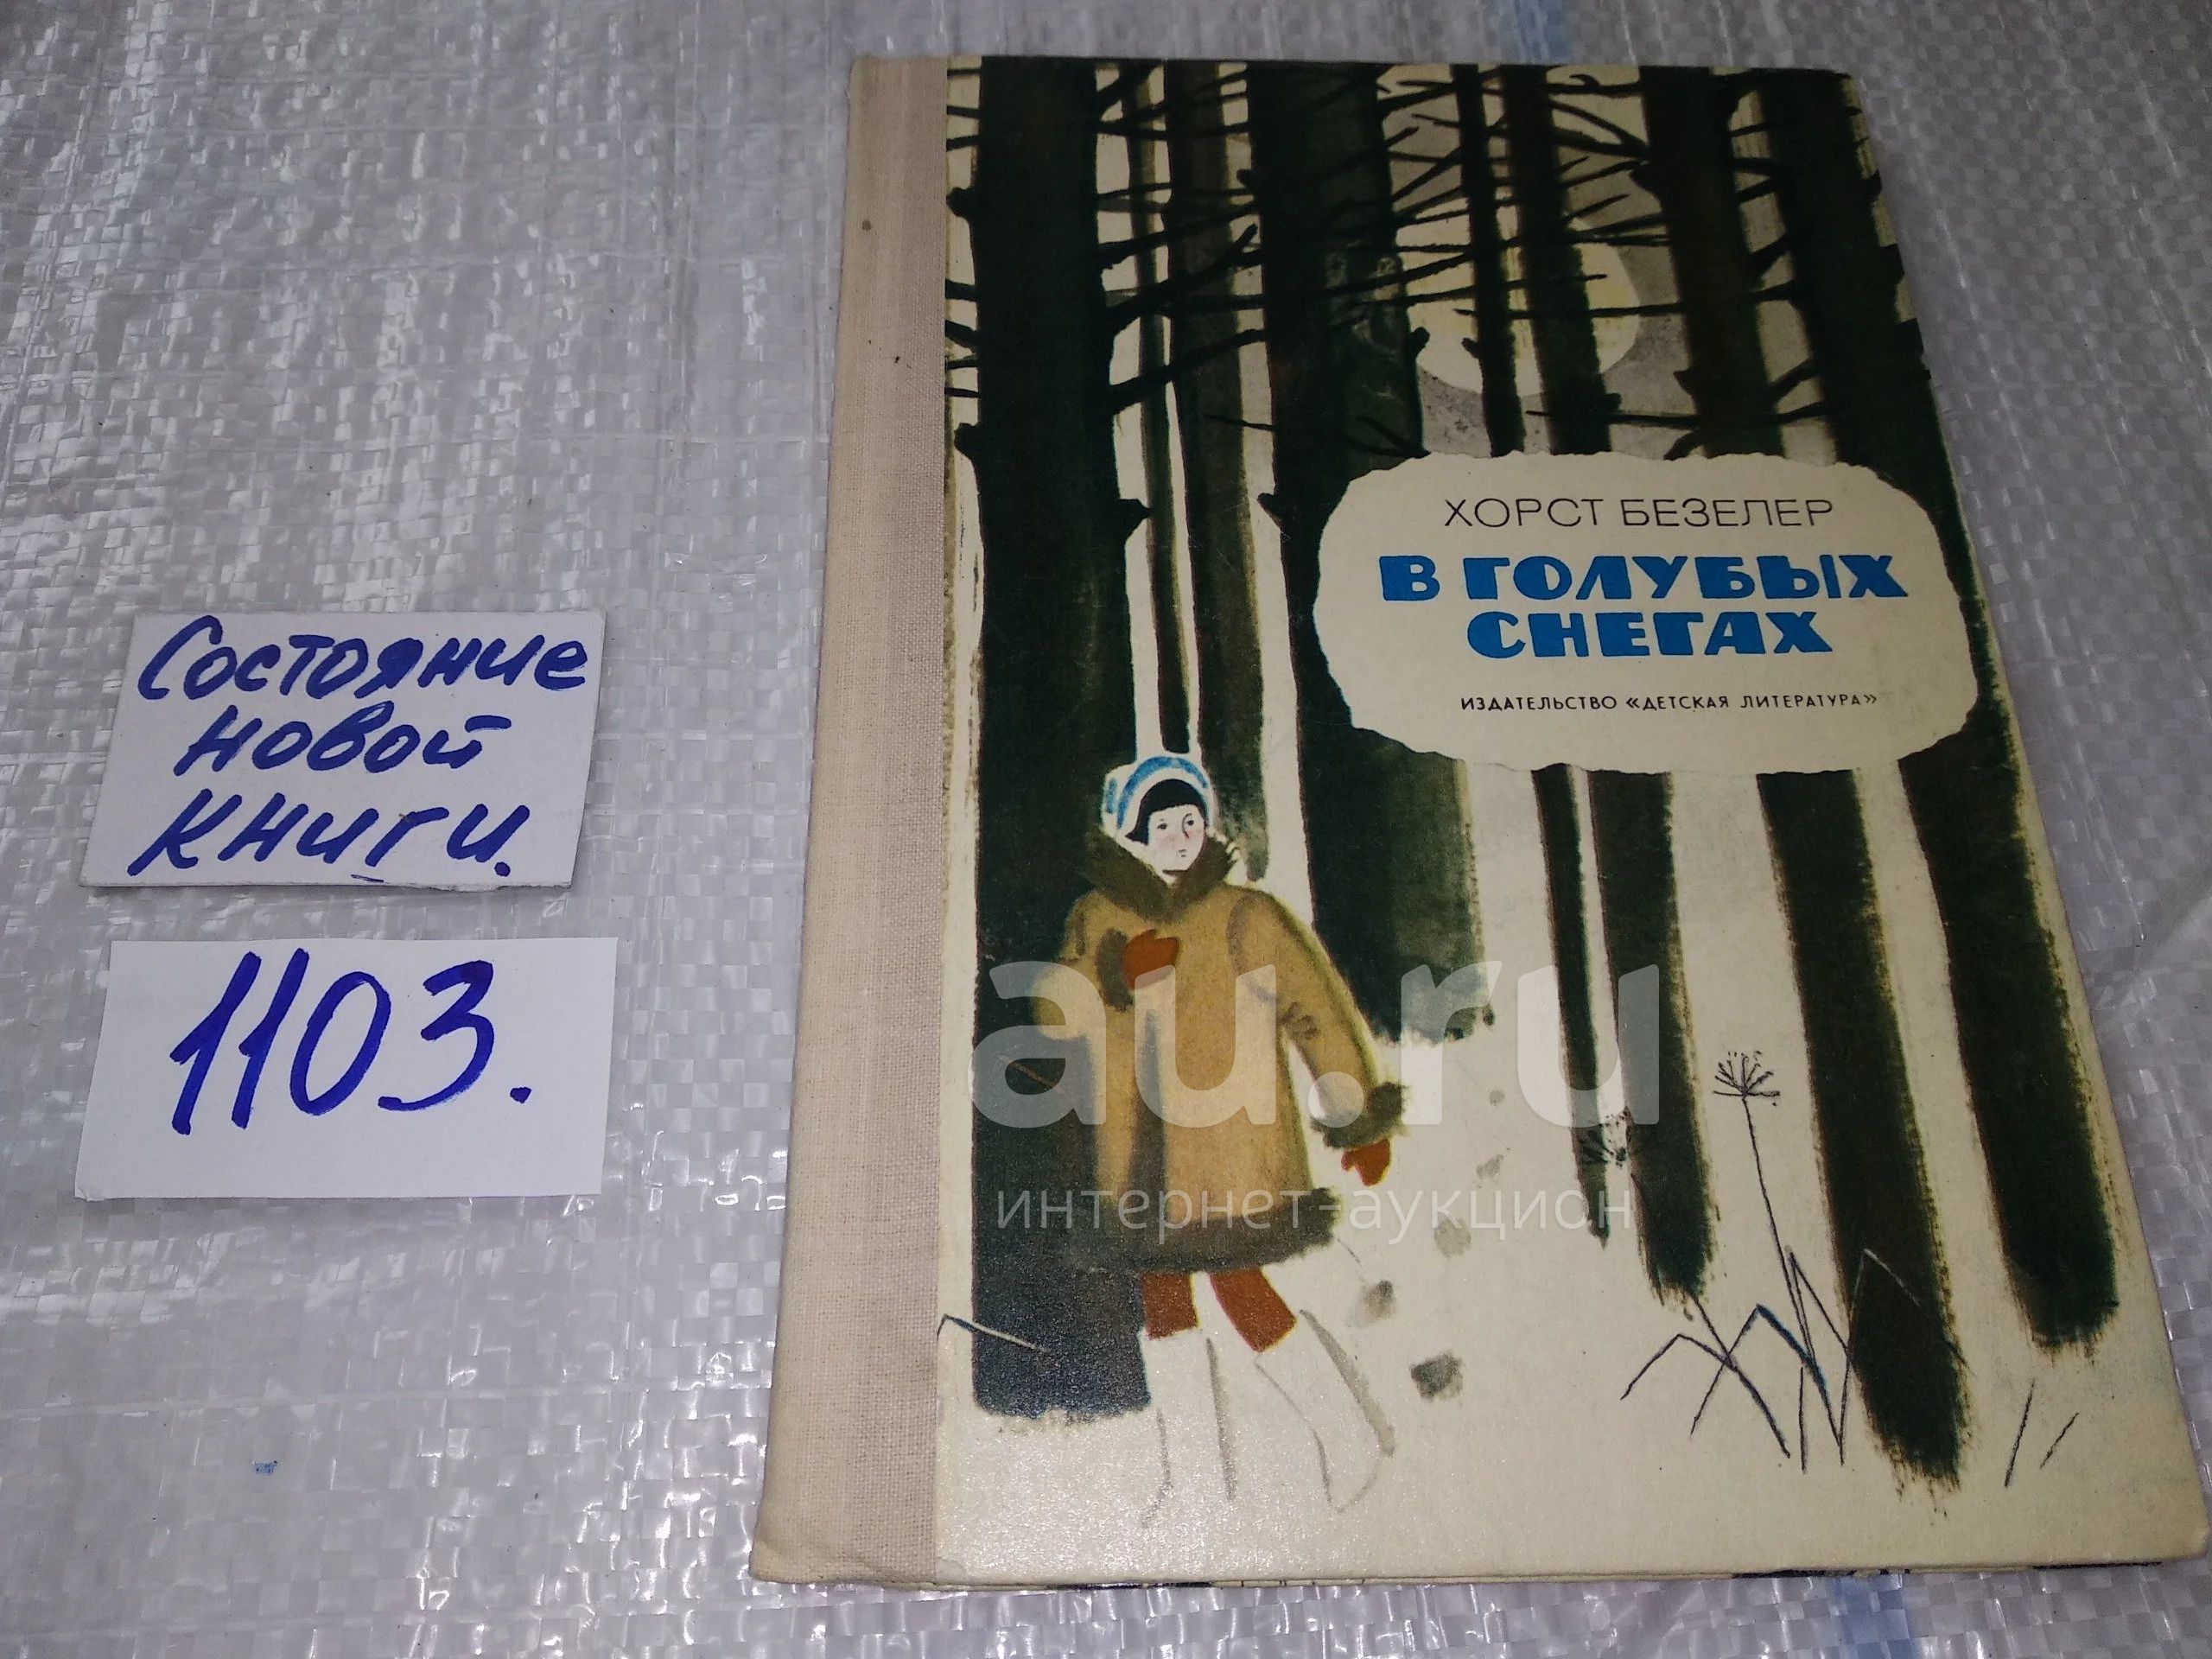 Состояние
новой
книги.
1103.
ХОРСТ БЕЗЕЛЕР
В ГОЛУБЫХ
СНЕГАХ
ИЗДАТЕЛЬСТВО «ДЕТСКАЯ ЛИТЕРАТУРА»
au.ru
интернет-аукцион